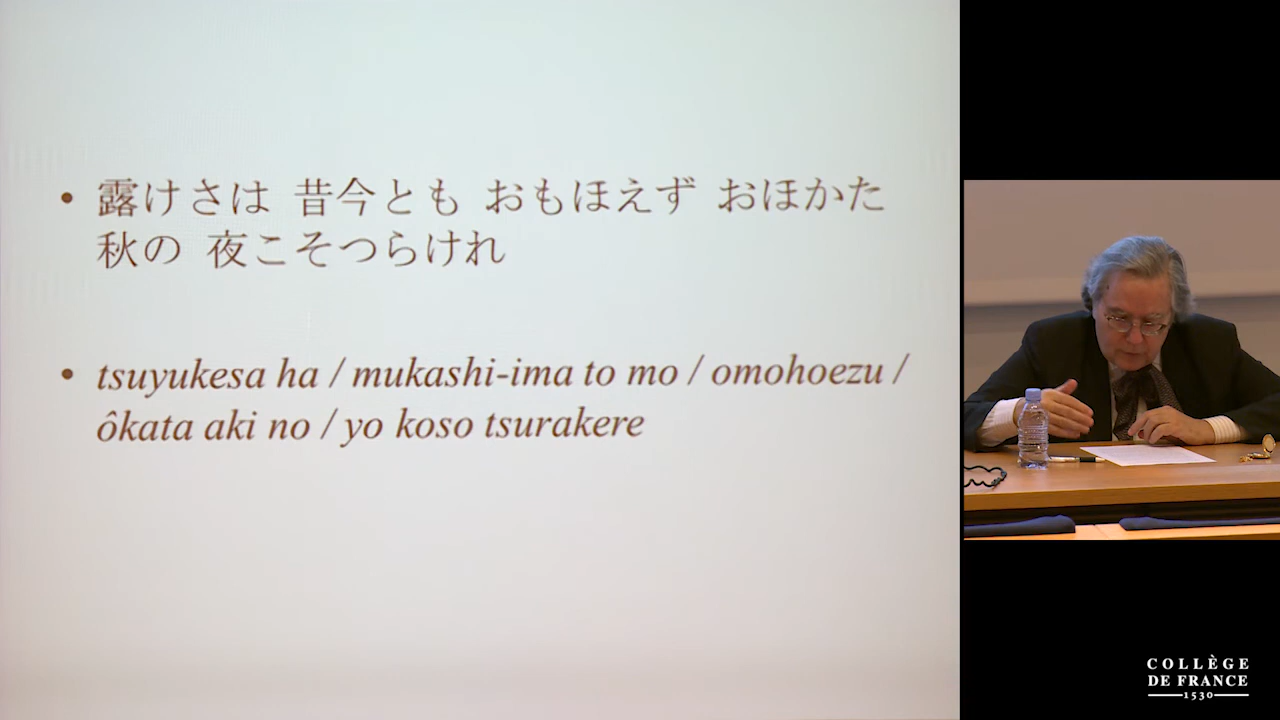 • 露けさは 昔今とも おもほえず おほかた
秋の 夜こそつらけれ
• tsuyukesa ha / mukashi-ima to mo / omohoezu /
ôkata aki no / yo koso tsurakere
COLLÈGE
DE FRANCE
1530